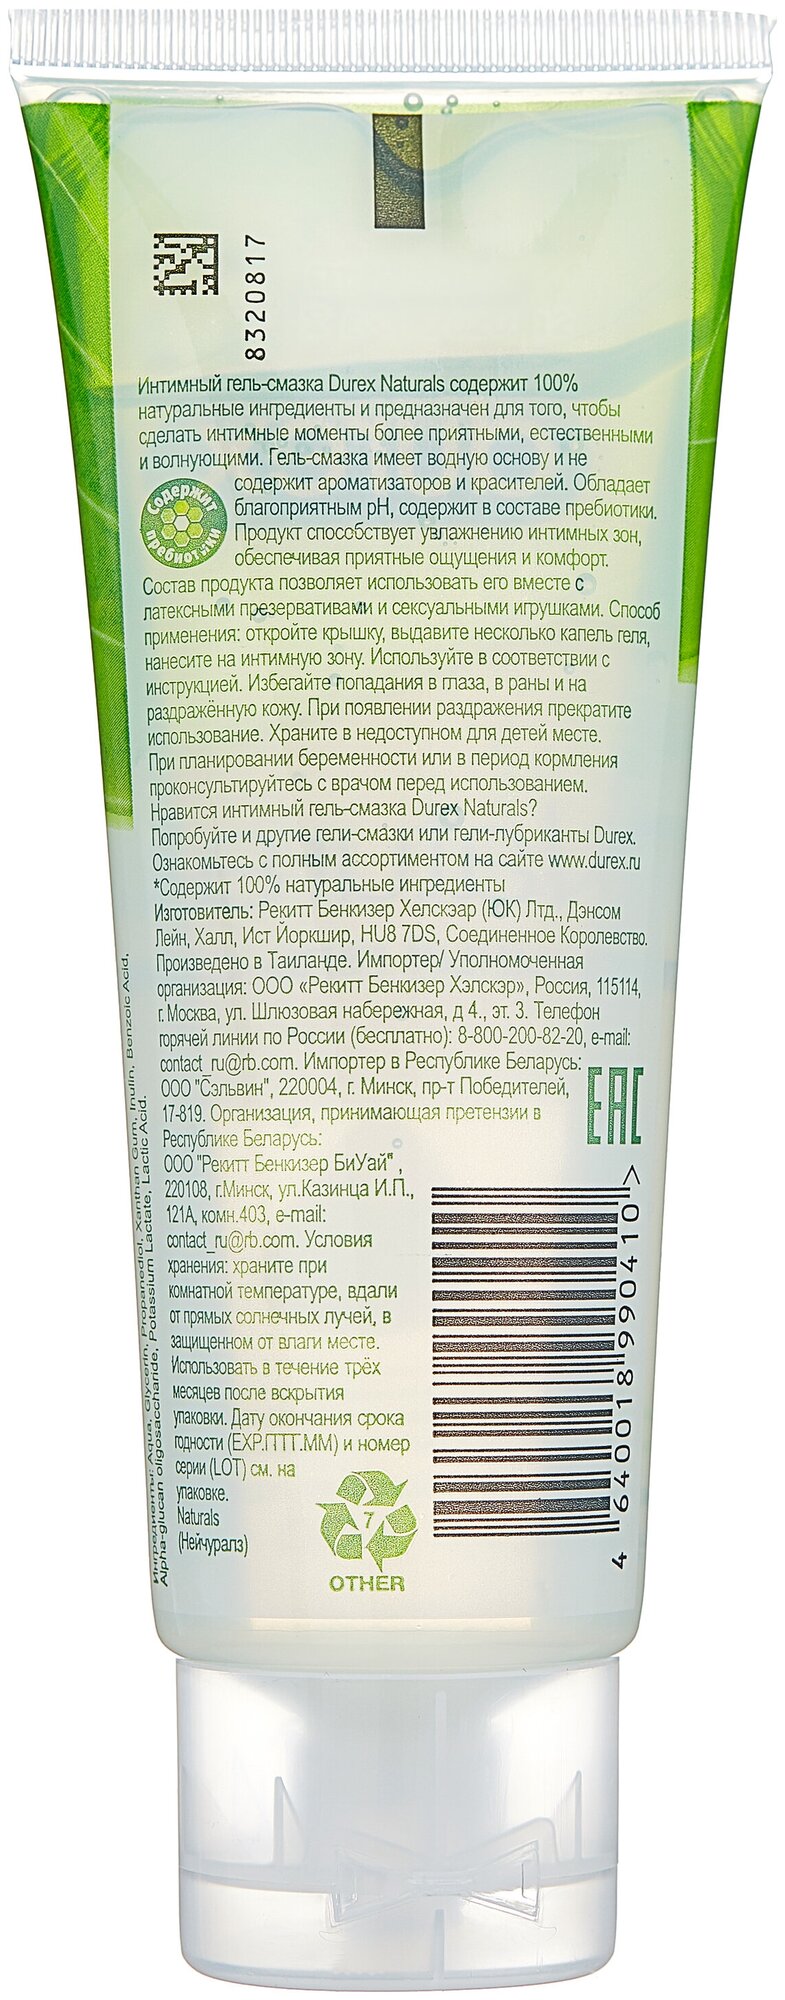 8320817
Интимный гель-смазка Durex Naturals содержит 100%
натуральные ингредиенты и предназначен для того, чтобы
сделать интимные моменты более приятными, естественными
и волнующими. Гель-смазка имеет водную основу и не
содержит ароматизаторов и красителей. Обладает
благоприятным pH, содержит в составе пребиотики.
Продукт способствует увлажнению интимных зон,
обеспечивая приятные ощущения и комфорт.
Содержит
пребиотики
Состав продукта позволяет использовать его вместе с
латексными презервативами и сексуальными игрушками. Способ
применения: откройте крышку, выдавите несколько капель геля,
нанесите на интимную зону. Используйте в соответствии с
инструкцией. Избегайте попадания в глаза, в раны и на
раздражённую кожу. При появлении раздражения прекратите
использование. Храните в недоступном для детей месте.
При планировании беременности или в период кормления
проконсультируйтесь с врачом перед использованием.
Нравится интимный гель-смазка Durex Naturals?
Попробуйте и другие гели-смазки или гели-лубриканты Durex.
Ознакомьтесь с полным ассортиментом на сайте www.durex.ru
*Содержит 100% натуральные ингредиенты
Изготовитель: Рекитт Бенкизер Хелскэар (ЮК) Лтд., Дэнсом
Лейн, Халл, Ист Йоркшир, HU8 7DS, Соединенное Королевство.
Произведено в Таиланде. Импортер/ Уполномоченная
организация: ООО «Рекитт Бенкизер Хэлскэр», Россия, 115114,
г. Москва, ул. Шлюзовая набережная, д 4., эт. 3. Телефон
горячей линии по России (бесплатно): 8-800-200-82-20, e-mail:
contact_ru@rb.com. Импортер в Республике Беларусь:
ООО "Сэльвин", 220004, г. Минск, пр-т Победителей,
17-819. Организация, принимающая претензии в
Республике Беларусь:
ООО "Рекитт Бенкизер БиУай" ,
220108, г.Минск, ул.Казинца И.П.,
121А, комн.403, e-mail:
contact_ru@rb.com. Условия
хранения: храните при
комнатной температуре, вдали
от прямых солнечных лучей, в
защищенном от влаги месте.
Использовать в течение трёх
месяцев после вскрытия
упаковки. Дату окончания срока
годности (EXP.ГГГГ.ММ) и номер
серии (LOT) см. на
упаковке.
Naturals
(Нейчуралз)
EAC
4 640018 990410 >
7
OTHER
Ингредиенты: Aqua, Glycerin, Propanediol, Xanthan Gum, Inulin, Benzoic Acid,
Alpha-glucan oligosaccharide, Potassium Lactate, Lactic Acid.